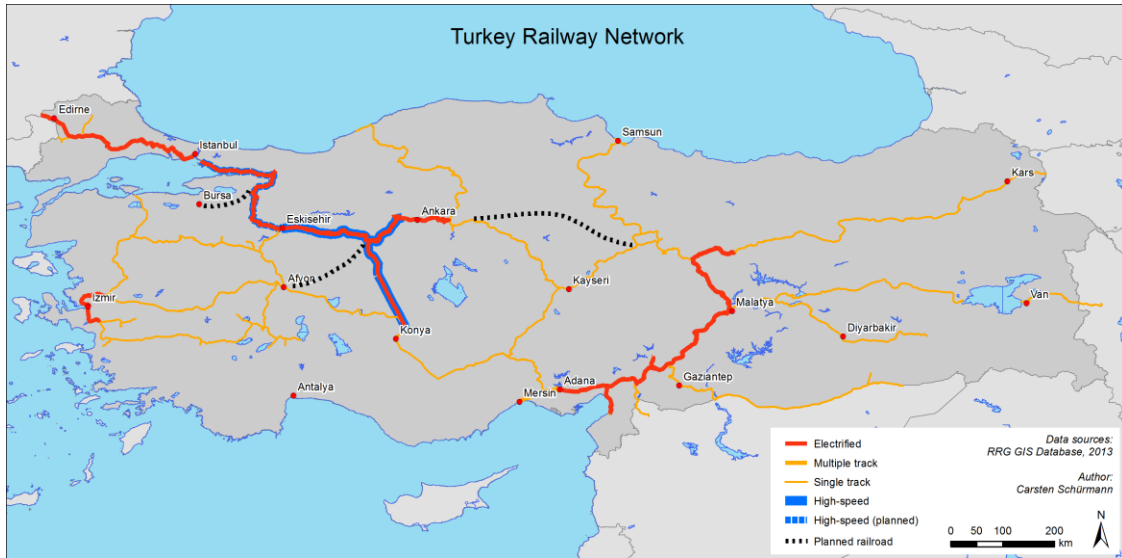 Turkey Railway Network
Edirne
Istanbul
Samsun
Kars
Bursa
Eskisehir
Ankara
Afyon
Kayseri
Izmir
Malatya
Van
Konya
Diyarbakir
Antalya
Mersin
Adana
Gaziantep
Electrified
Multiple track
Single track
High-speed
High-speed (planned)
Planned railroad
Data sources:
RRG GIS Database, 2013
Author:
Carsten Schürmann
N
0 50 100 200
km